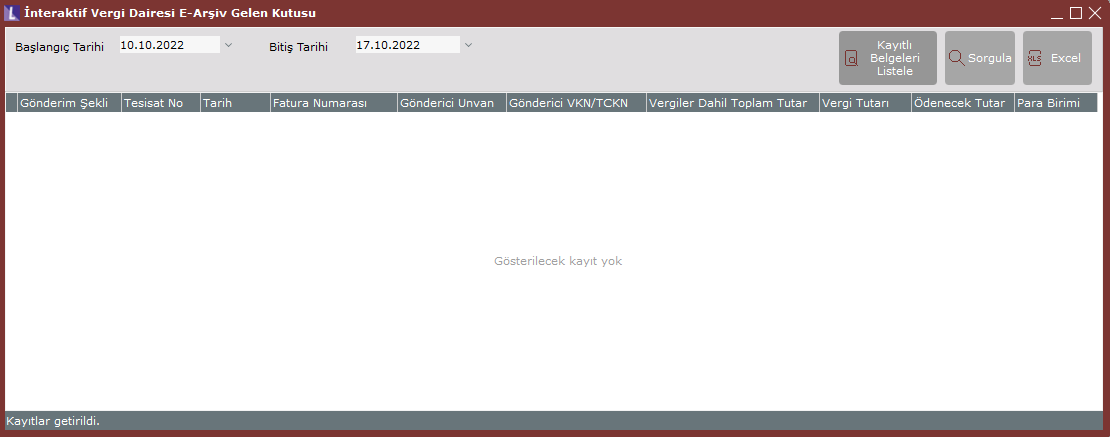 İnteraktif Vergi Dairesi E-Arşiv Gelen Kutusu
Başlangıç Tarihi 10.10.2022 Bitiş Tarihi 17.10.2022
Kayıtlı
Belgeleri
Listele
Sorgula
XLS Excel
Gönderim Şekli Tesisat No Tarih Fatura Numarası Gönderici Unvan Gönderici VKN/TCKN Vergiler Dahil Toplam Tutar Vergi Tutarı Ödenecek Tutar Para Birimi
Gösterilecek kayıt yok
Kayıtlar getirildi.